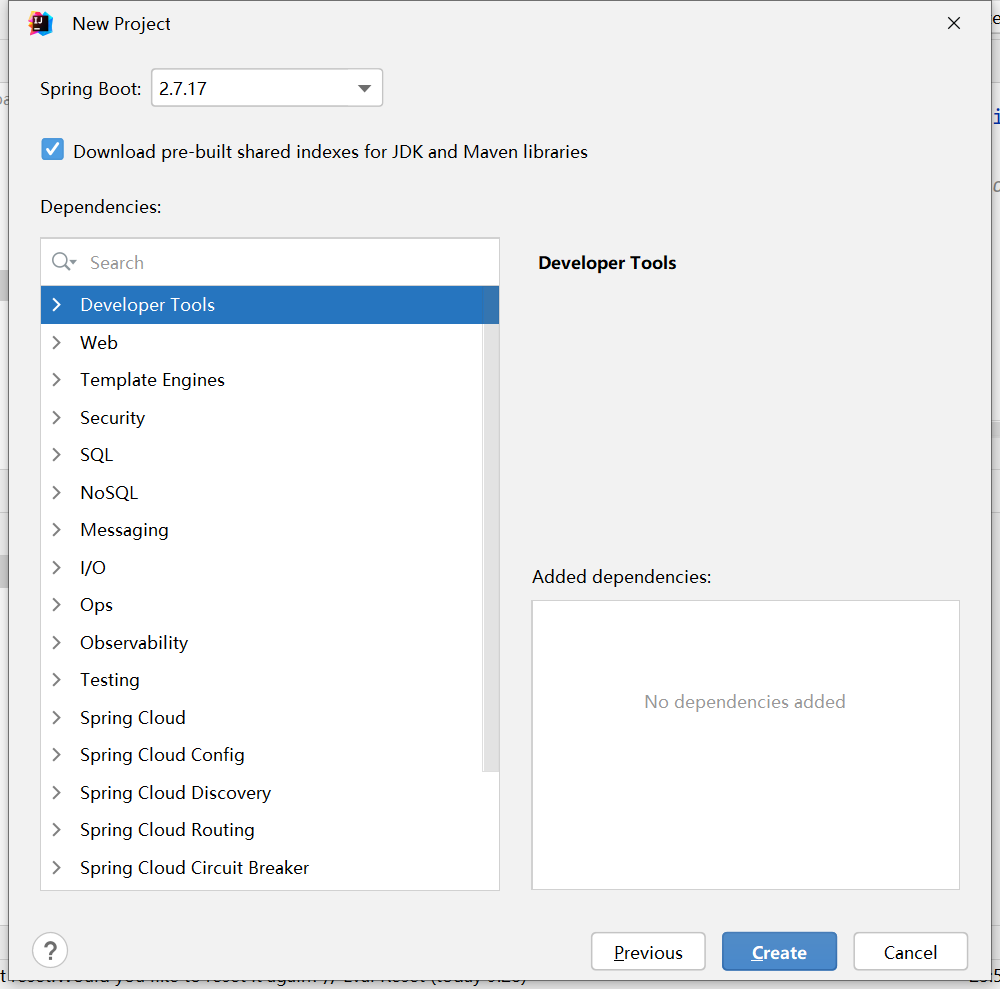 New Project
Spring Boot: 2.7.17
Download pre-built shared indexes for JDK and Maven libraries
Dependencies:
Search
Developer Tools
Developer Tools
Web
Template Engines
Security
SQL
NoSQL
Messaging
I/O
Ops
Observability
Testing
Spring Cloud
Spring Cloud Config
Spring Cloud Discovery
Spring Cloud Routing
Spring Cloud Circuit Breaker
Added dependencies:
No dependencies added
?
Previous
Create
Cancel